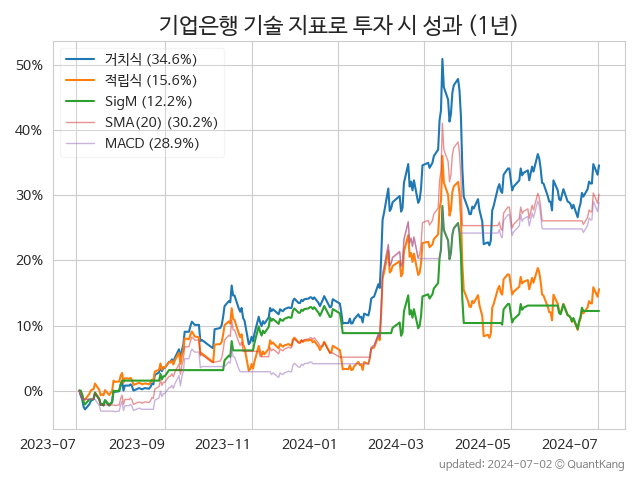 기업은행 기술 지표로 투자 시 성과 (1년)
거치식 (34.6%)
적립식 (15.6%)
SigM (12.2%)
SMA(20) (30.2%)
MACD (28.9%)
50%
40%
30%
20%
10%
0%
2023-07 2023-09 2023-11 2024-01 2024-03 2024-05 2024-07
updated: 2024-07-02 © QuantKang